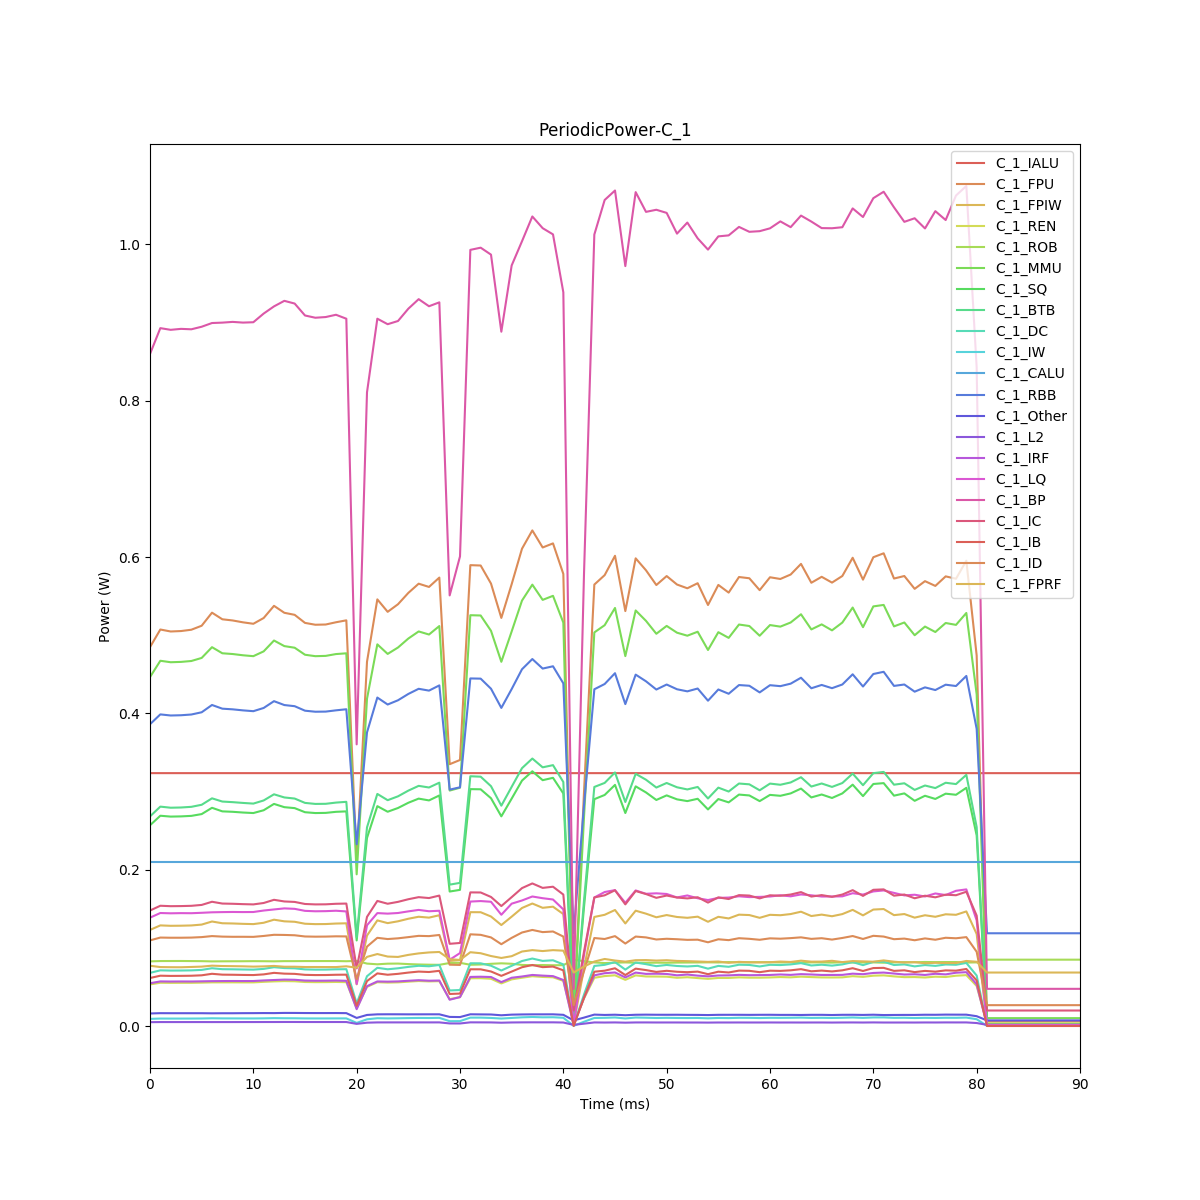 PeriodicPower-C_1
C_1_IALU
C_1_FPU
C_1_FPIW
C_1_REN
C_1_ROB
C_1_MMU
C_1_SQ
C_1_BTB
C_1_DC
C_1_IW
C_1_CALU
C_1_RBB
C_1_Other
C_1_L2
C_1_IRF
C_1_LQ
C_1_BP
C_1_IC
C_1_IB
C_1_ID
C_1_FPRF
1.0
0.8
0.6
0.4
0.2
0.0
Power (W)
0 10 20 30 40 50 60 70 80 90
Time (ms)